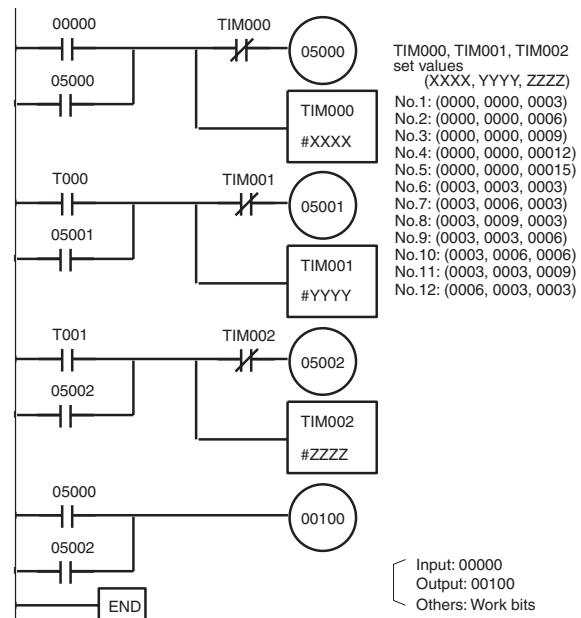 00000 TIM000
05000
05000
TIM000
#XXXX
T000 TIM001
05001
05001
TIM001
#YYYY
T001 TIM002
05002
05002
TIM002
#ZZZZ
05000
00100
05002
END
TIM000, TIM001, TIM002
set values
(XXXX, YYYY, ZZZZ)
No.1: (0000, 0000, 0003)
No.2: (0000, 0000, 0006)
No.3: (0000, 0000, 0009)
No.4: (0000, 0000, 00012)
No.5: (0000, 0000, 00015)
No.6: (0003, 0003, 0003)
No.7: (0003, 0006, 0003)
No.8: (0003, 0009, 0003)
No.9: (0003, 0003, 0006)
No.10: (0003, 0006, 0006)
No.11: (0003, 0003, 0009)
No.12: (0006, 0003, 0003)
Input: 00000
Output: 00100
Others: Work bits